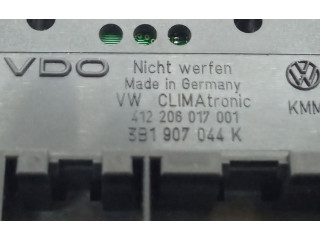 VDO
Nicht werfen
Made in Germany
VW CLIMAtronic
KMM
412 206 017 001
3B1 907 044 K